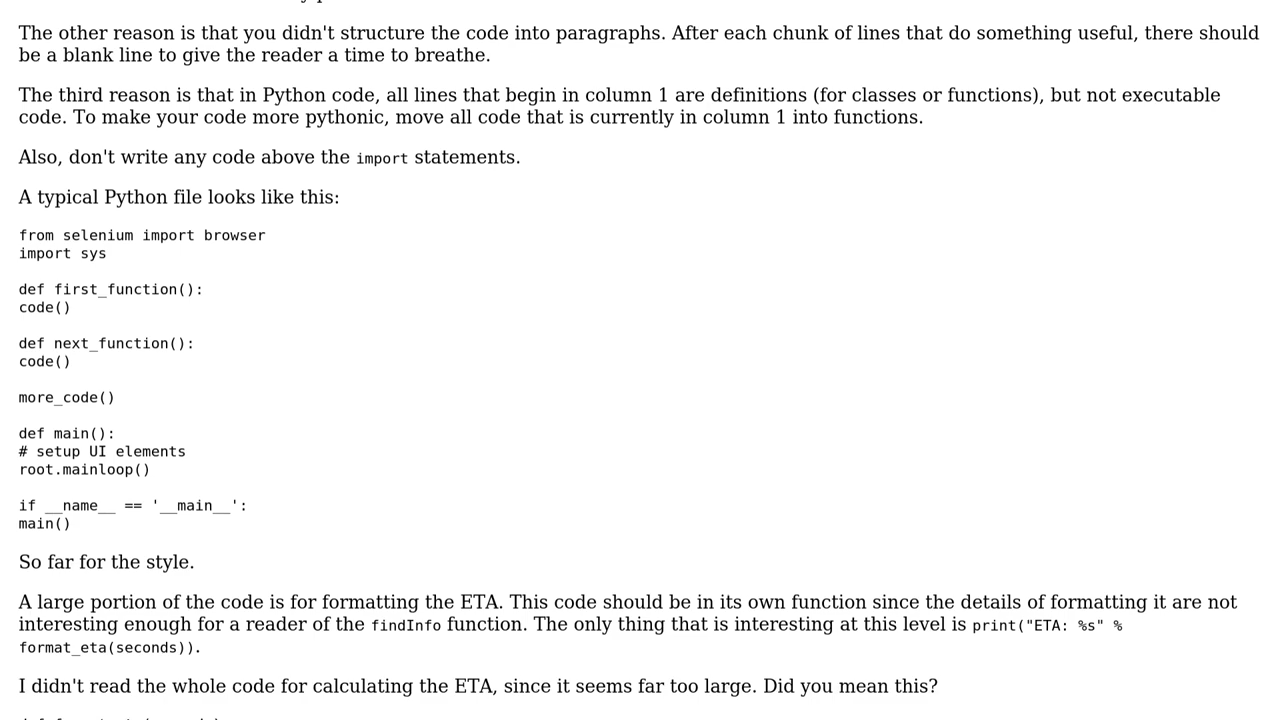 The other reason is that you didn't structure the code into paragraphs. After each chunk of lines that do something useful, there should
be a blank line to give the reader a time to breathe.
The third reason is that in Python code, all lines that begin in column 1 are definitions (for classes or functions), but not executable
code. To make your code more pythonic, move all code that is currently in column 1 into functions.
Also, don't write any code above the import statements.
A typical Python file looks like this:
from selenium import browser
import sys
def first_function():
code()
def next_function():
code()
more_code()
def main():
# setup UI elements
root.mainloop()
if __name__ == '__main__':
main()
So far for the style.
A large portion of the code is for formatting the ETA. This code should be in its own function since the details of formatting it are not
interesting enough for a reader of the findInfo function. The only thing that is interesting at this level is print("ETA: %s" %
format_eta(seconds)).
I didn't read the whole code for calculating the ETA, since it seems far too large. Did you mean this?